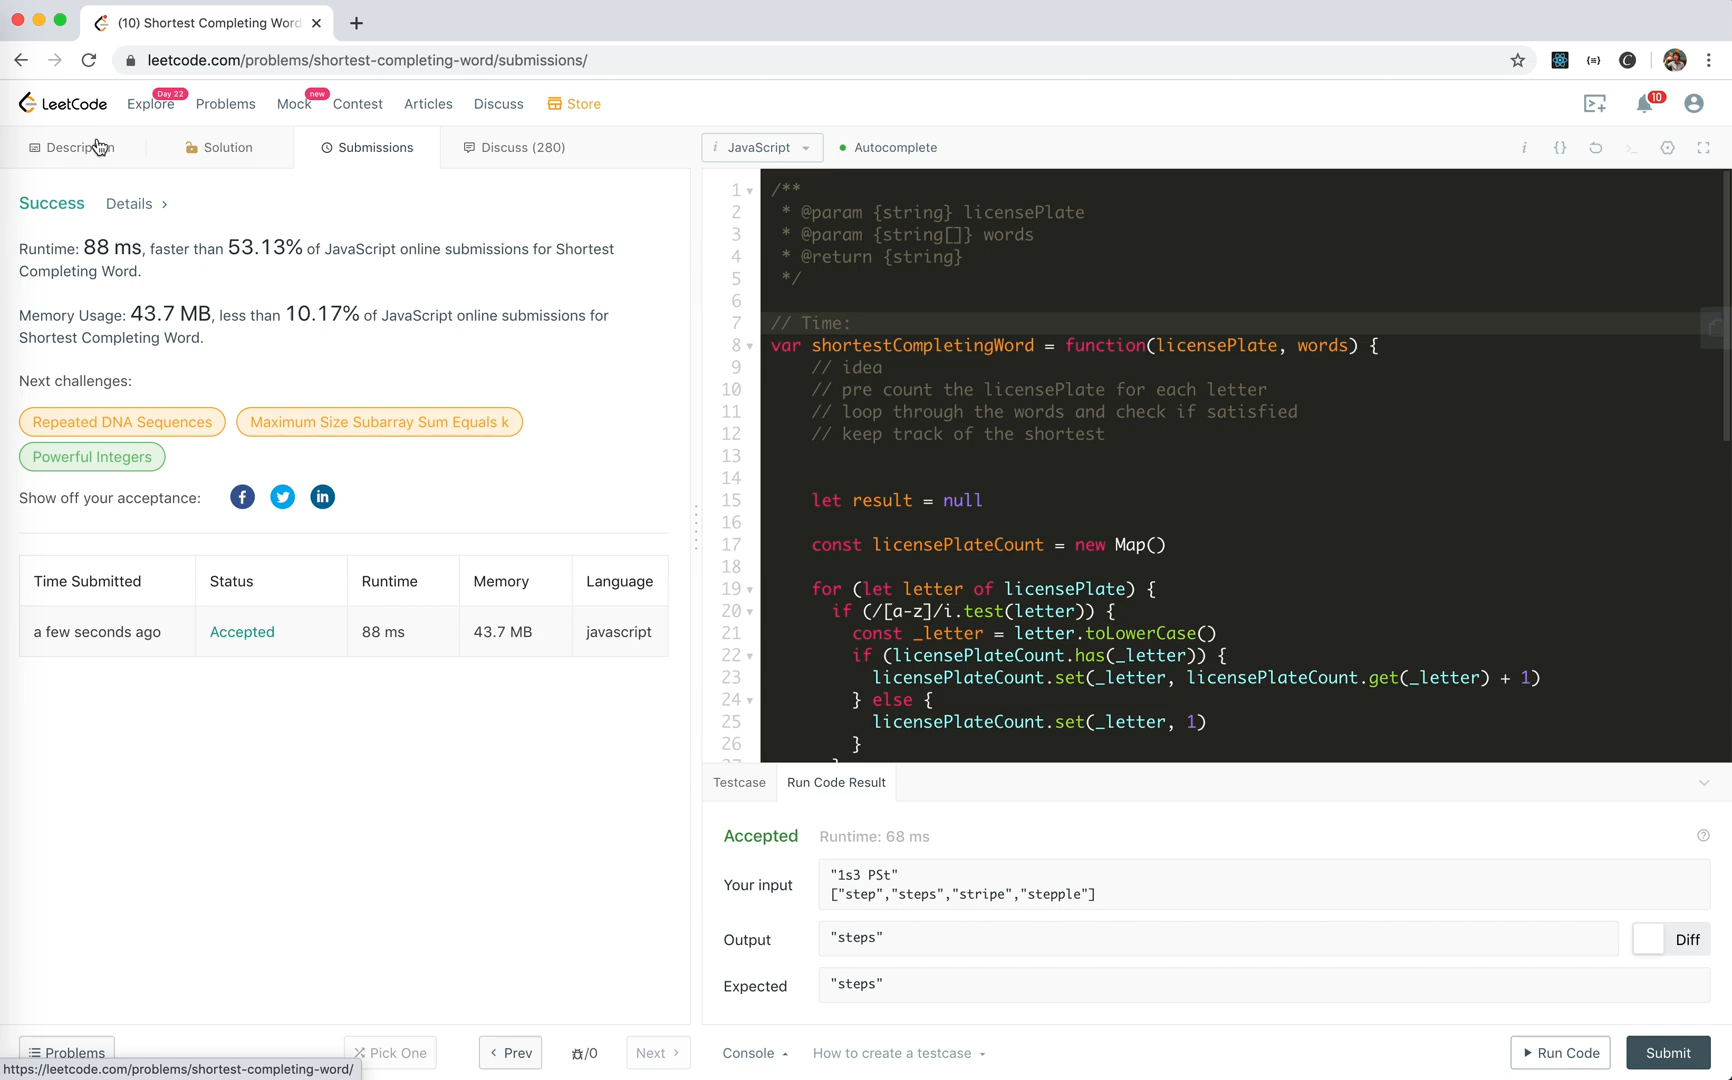 (10) Shortest Completing Word
leetcode.com/problems/shortest-completing-word/submissions/
LeetCode
Explore
Day 22
Problems
Mock
new
Contest
Articles
Discuss
Store
10
Description
Solution
Submissions
Discuss (280)
i JavaScript
Autocomplete
Success
Details >
Runtime: 88 ms, faster than 53.13% of JavaScript online submissions for Shortest
Completing Word.
Memory Usage: 43.7 MB, less than 10.17% of JavaScript online submissions for
Shortest Completing Word.
Next challenges:
Repeated DNA Sequences
Maximum Size Subarray Sum Equals k
Powerful Integers
Show off your acceptance:
Time Submitted Status Runtime Memory Language
a few seconds ago Accepted 88 ms 43.7 MB javascript
1 /**
2 * @param {string} licensePlate
3 * @param {string[]} words
4 * @return {string}
5 */
6
7 // Time:
8 var shortestCompletingWord = function(licensePlate, words) {
9 // idea
10 // pre count the licensePlate for each letter
11 // loop through the words and check if satisfied
12 // keep track of the shortest
13
14
15 let result = null
16
17 const licensePlateCount = new Map()
18
19 for (let letter of licensePlate) {
20 if (/[a-z]/i.test(letter)) {
21 const _letter = letter.toLowerCase()
22 if (licensePlateCount.has(_letter)) {
23 licensePlateCount.set(_letter, licensePlateCount.get(_letter) + 1)
24 } else {
25 licensePlateCount.set(_letter, 1)
26 }
27 }
Testcase
Run Code Result
Accepted
Runtime: 68 ms
Your input
"1s3 PSt"
["step","steps","stripe","stepple"]
Output
"steps"
Diff
Expected
"steps"
Problems
Pick One
< Prev
/0
Next >
Console
How to create a testcase
Run Code
Submit
https://leetcode.com/problems/shortest-completing-word/